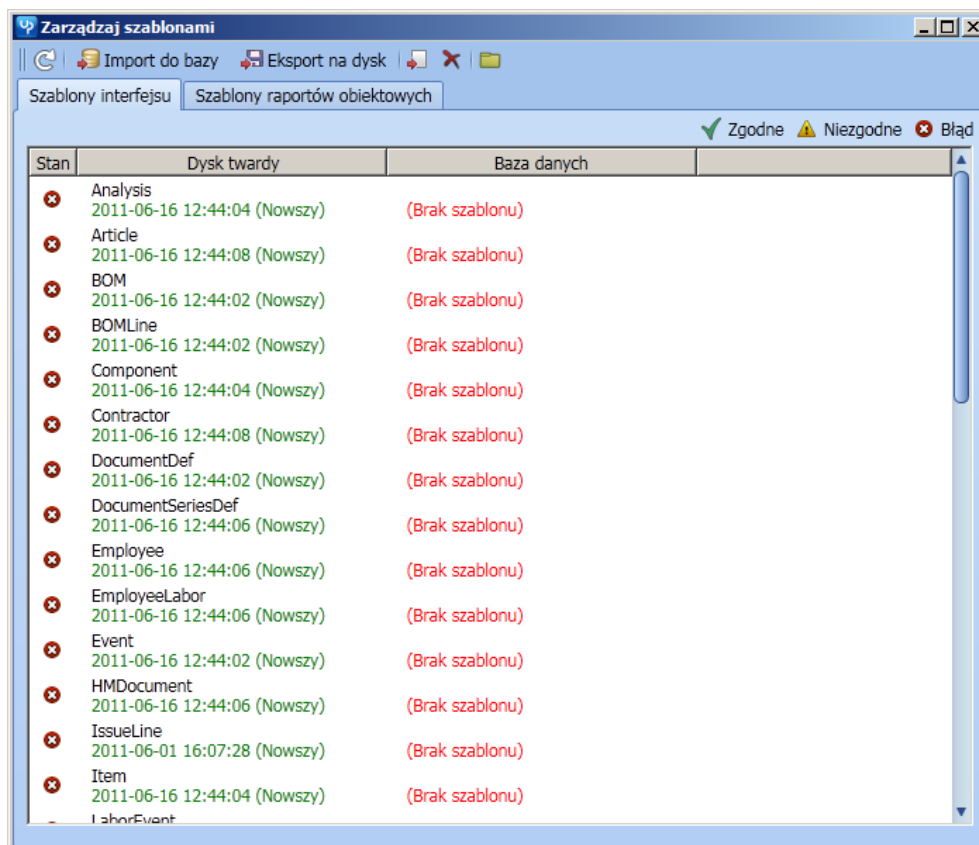 Zarządzaj szablonami
Import do bazy Eksport na dysk
Szablony interfejsu Szablony raportów obiektowych
Zgodne Niezgodne Błąd
Stan Dysk twardy Baza danych
Analysis
2011-06-16 12:44:04 (Nowszy) (Brak szablonu)
Article
2011-06-16 12:44:08 (Nowszy) (Brak szablonu)
BOM
2011-06-16 12:44:02 (Nowszy) (Brak szablonu)
BOMLine
2011-06-16 12:44:02 (Nowszy) (Brak szablonu)
Component
2011-06-16 12:44:04 (Nowszy) (Brak szablonu)
Contractor
2011-06-16 12:44:08 (Nowszy) (Brak szablonu)
DocumentDef
2011-06-16 12:44:02 (Nowszy) (Brak szablonu)
DocumentSeriesDef
2011-06-16 12:44:06 (Nowszy) (Brak szablonu)
Employee
2011-06-16 12:44:06 (Nowszy) (Brak szablonu)
EmployeeLabor
2011-06-16 12:44:06 (Nowszy) (Brak szablonu)
Event
2011-06-16 12:44:02 (Nowszy) (Brak szablonu)
HMDocument
2011-06-16 12:44:06 (Nowszy) (Brak szablonu)
IssueLine
2011-06-01 16:07:28 (Nowszy) (Brak szablonu)
Item
2011-06-16 12:44:04 (Nowszy) (Brak szablonu)
LaborEvent